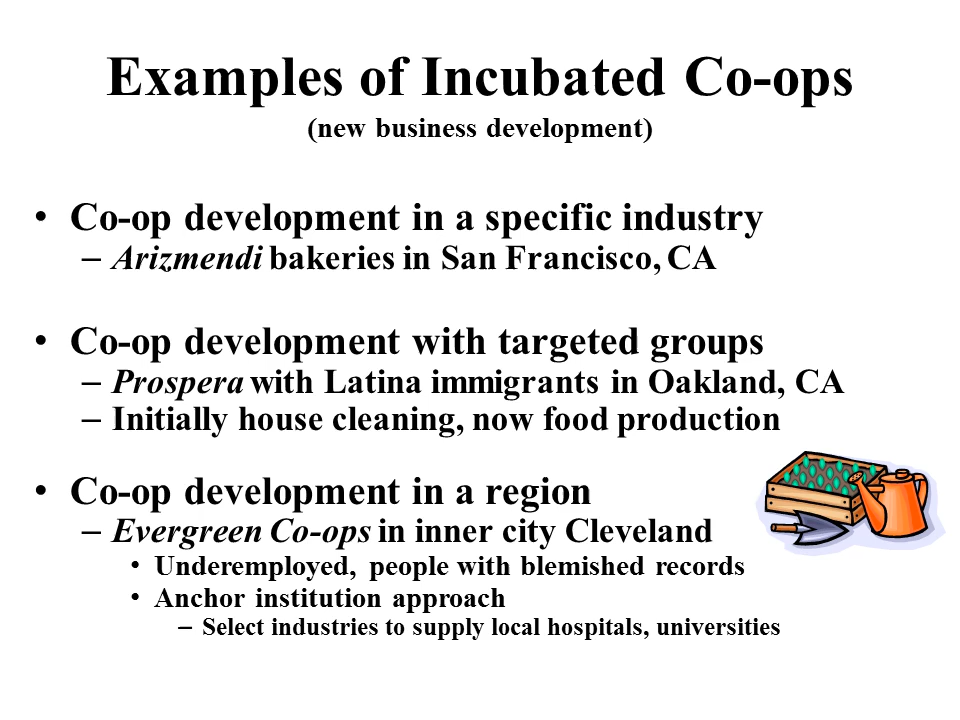 Examples of Incubated Co-ops
(new business development)
• Co-op development in a specific industry
– Arizmendi bakeries in San Francisco, CA
• Co-op development with targeted groups
– Prospera with Latina immigrants in Oakland, CA
– Initially house cleaning, now food production
• Co-op development in a region
– Evergreen Co-ops in inner city Cleveland
• Underemployed, people with blemished records
• Anchor institution approach
– Select industries to supply local hospitals, universities